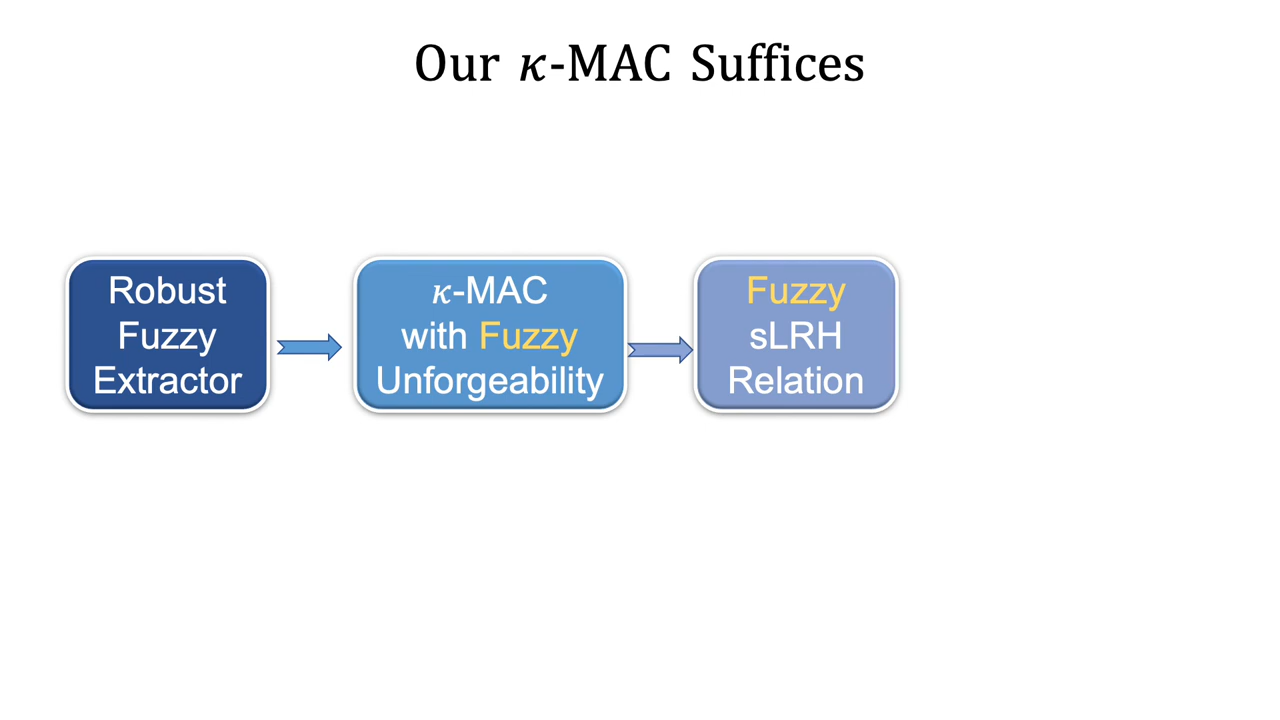 Our κ-MAC Suffices
Robust
Fuzzy
Extractor
κ-MAC
with Fuzzy
Unforgeability
Fuzzy
sLRH
Relation